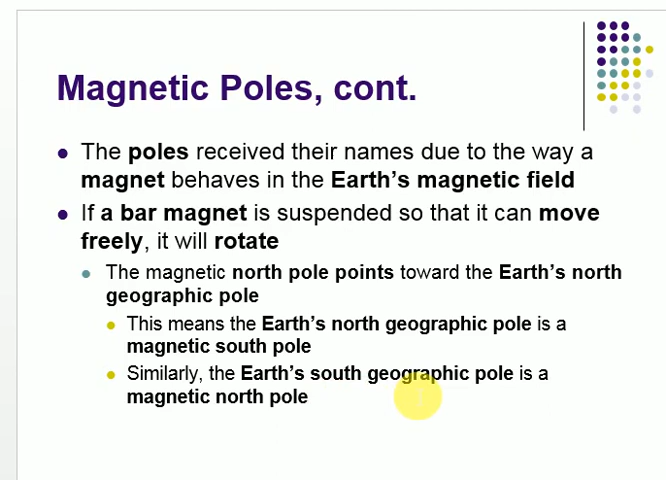 Magnetic Poles, cont.
The poles received their names due to the way a
magnet behaves in the Earth's magnetic field
If a bar magnet is suspended so that it can move
freely, it will rotate
The magnetic north pole points toward the Earth's north
geographic pole
This means the Earth's north geographic pole is a
magnetic south pole
Similarly, the Earth's south geographic pole is a
magnetic north pole